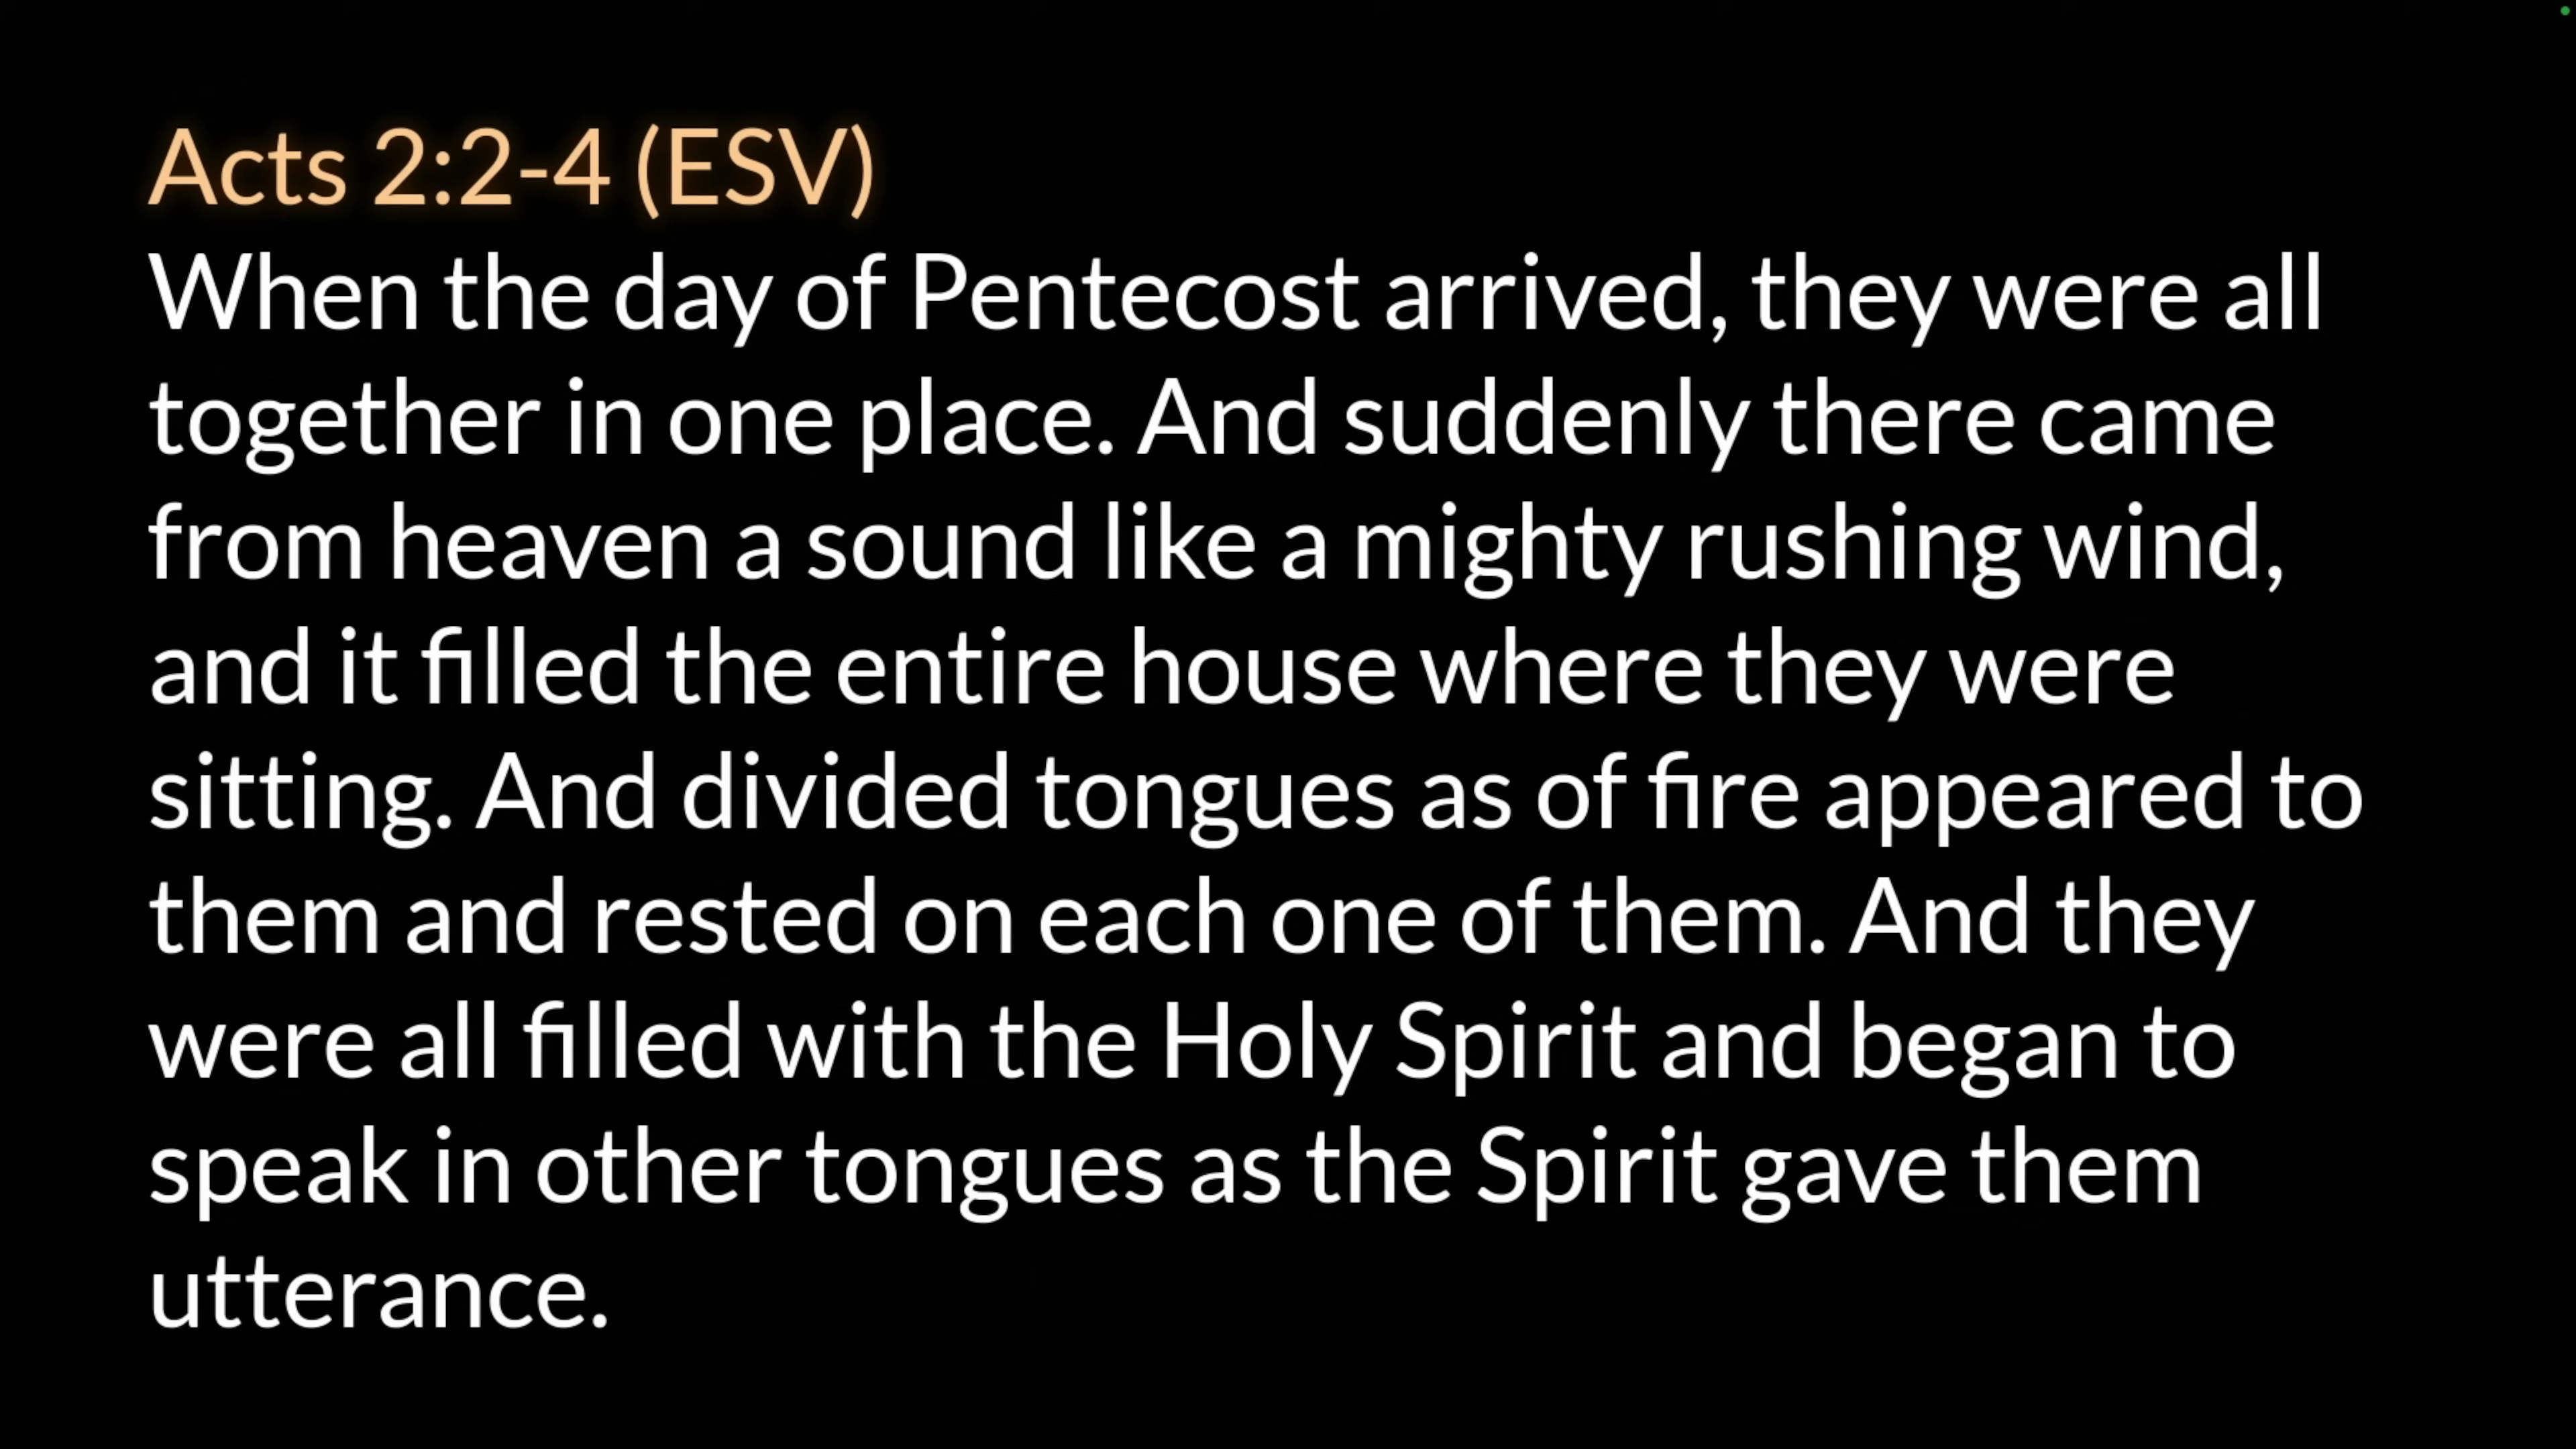 Acts 2:2-4 (ESV)
When the day of Pentecost arrived, they were all
together in one place. And suddenly there came
from heaven a sound like a mighty rushing wind,
and it filled the entire house where they were
sitting. And divided tongues as of fire appeared to
them and rested on each one of them. And they
were all filled with the Holy Spirit and began to
speak in other tongues as the Spirit gave them
utterance.